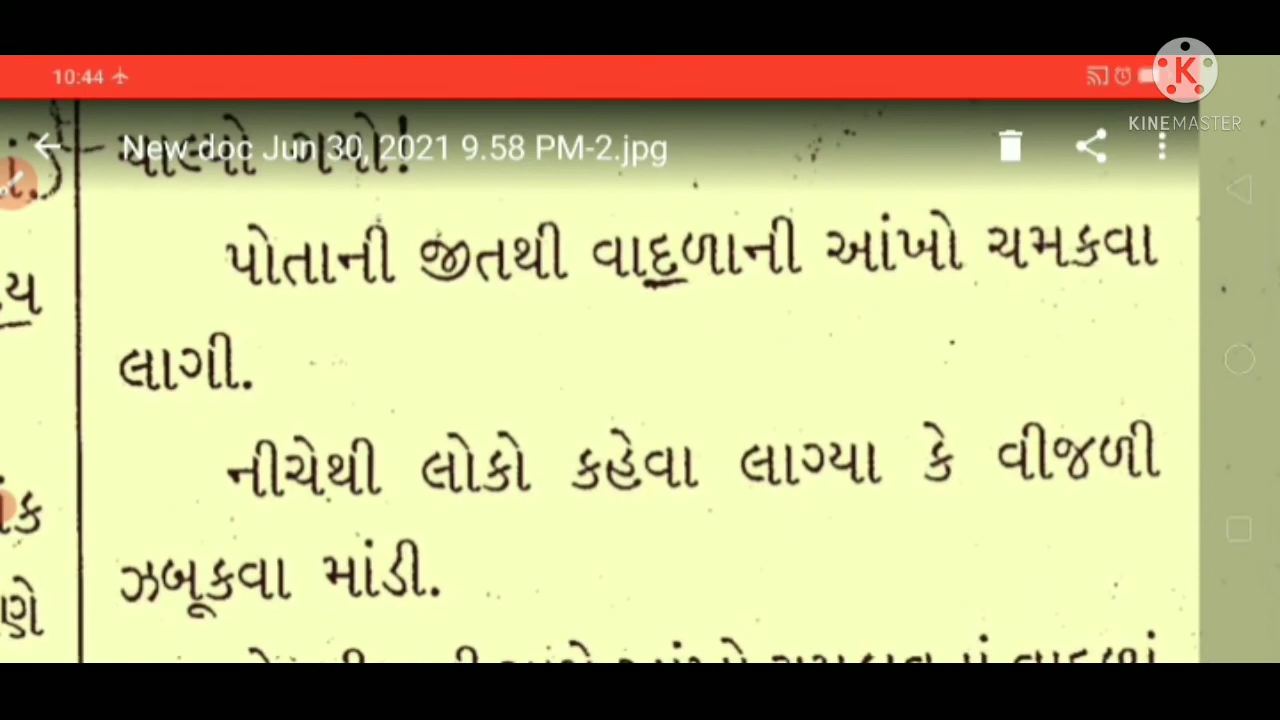 10:44
KINEMASTER
New doc Jun 30, 2021 9.58 PM-2.jpg
ચાલ્યો ગયો!
પોતાની જીતથી વાદળાની આંખો ચમકવા
લાગી.
નીચેથી લોકો કહેવા લાગ્યા કે વીજળી
ઝબૂકવા માંડી.